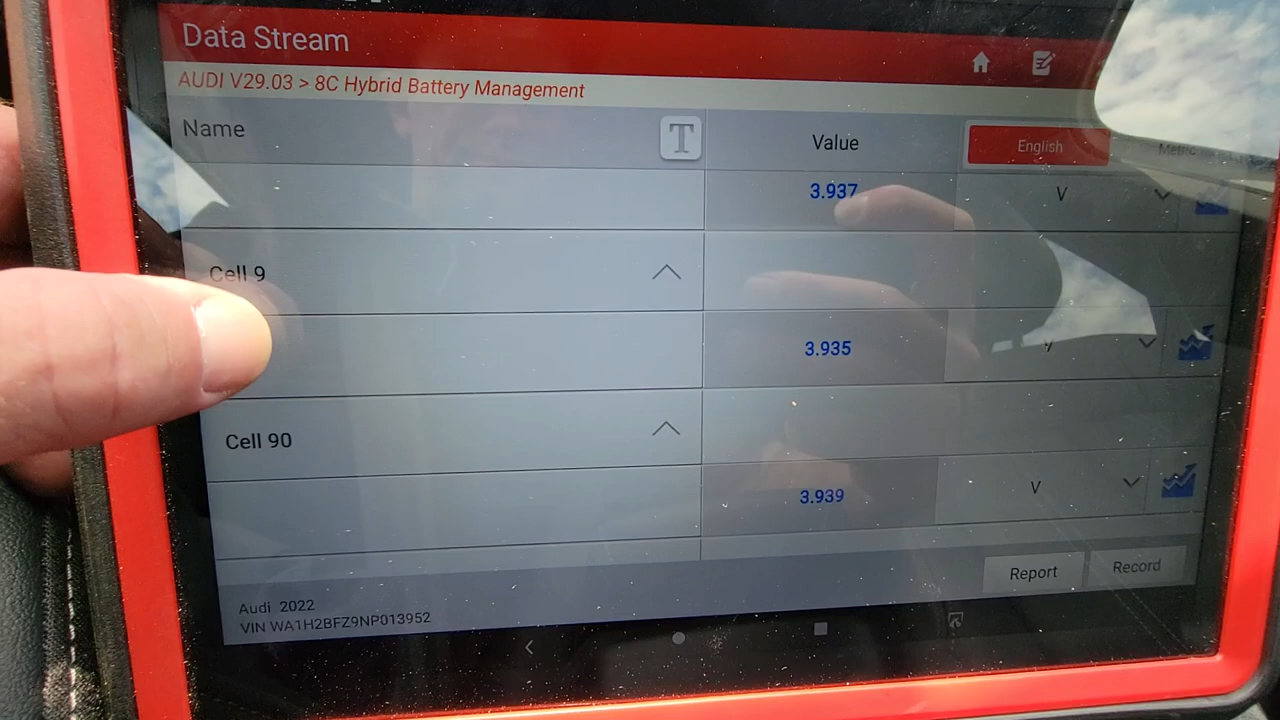 Data Stream
AUDI V29.03 > 8C Hybrid Battery Management
Name T Value English
3.937 V
Cell 9
3.935
Cell 90
3.939 V
Report Record
Audi 2022
VIN WA1H2BFZ9NP013952